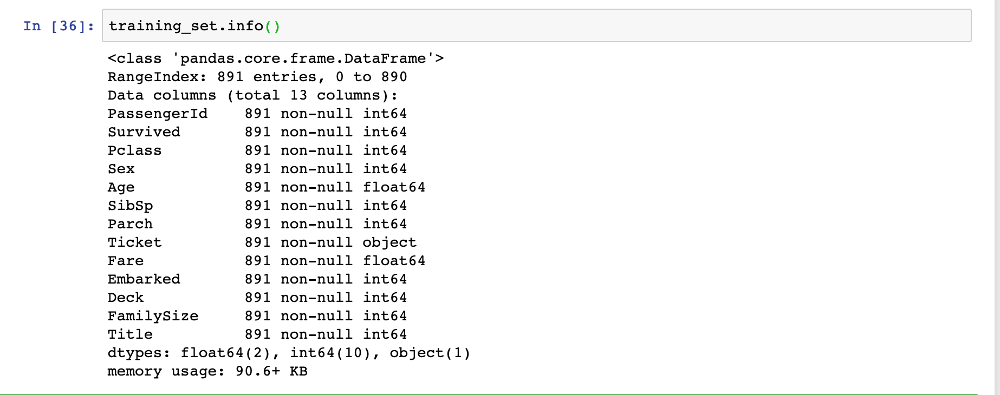 In [36]: training_set.info()
<class 'pandas.core.frame.DataFrame'>
RangeIndex: 891 entries, 0 to 890
Data columns (total 13 columns):
PassengerId    891 non-null int64
Survived       891 non-null int64
Pclass         891 non-null int64
Sex            891 non-null int64
Age            891 non-null float64
SibSp          891 non-null int64
Parch          891 non-null int64
Ticket         891 non-null object
Fare           891 non-null float64
Embarked       891 non-null int64
Deck           891 non-null int64
FamilySize     891 non-null int64
Title          891 non-null int64
dtypes: float64(2), int64(10), object(1)
memory usage: 90.6+ KB